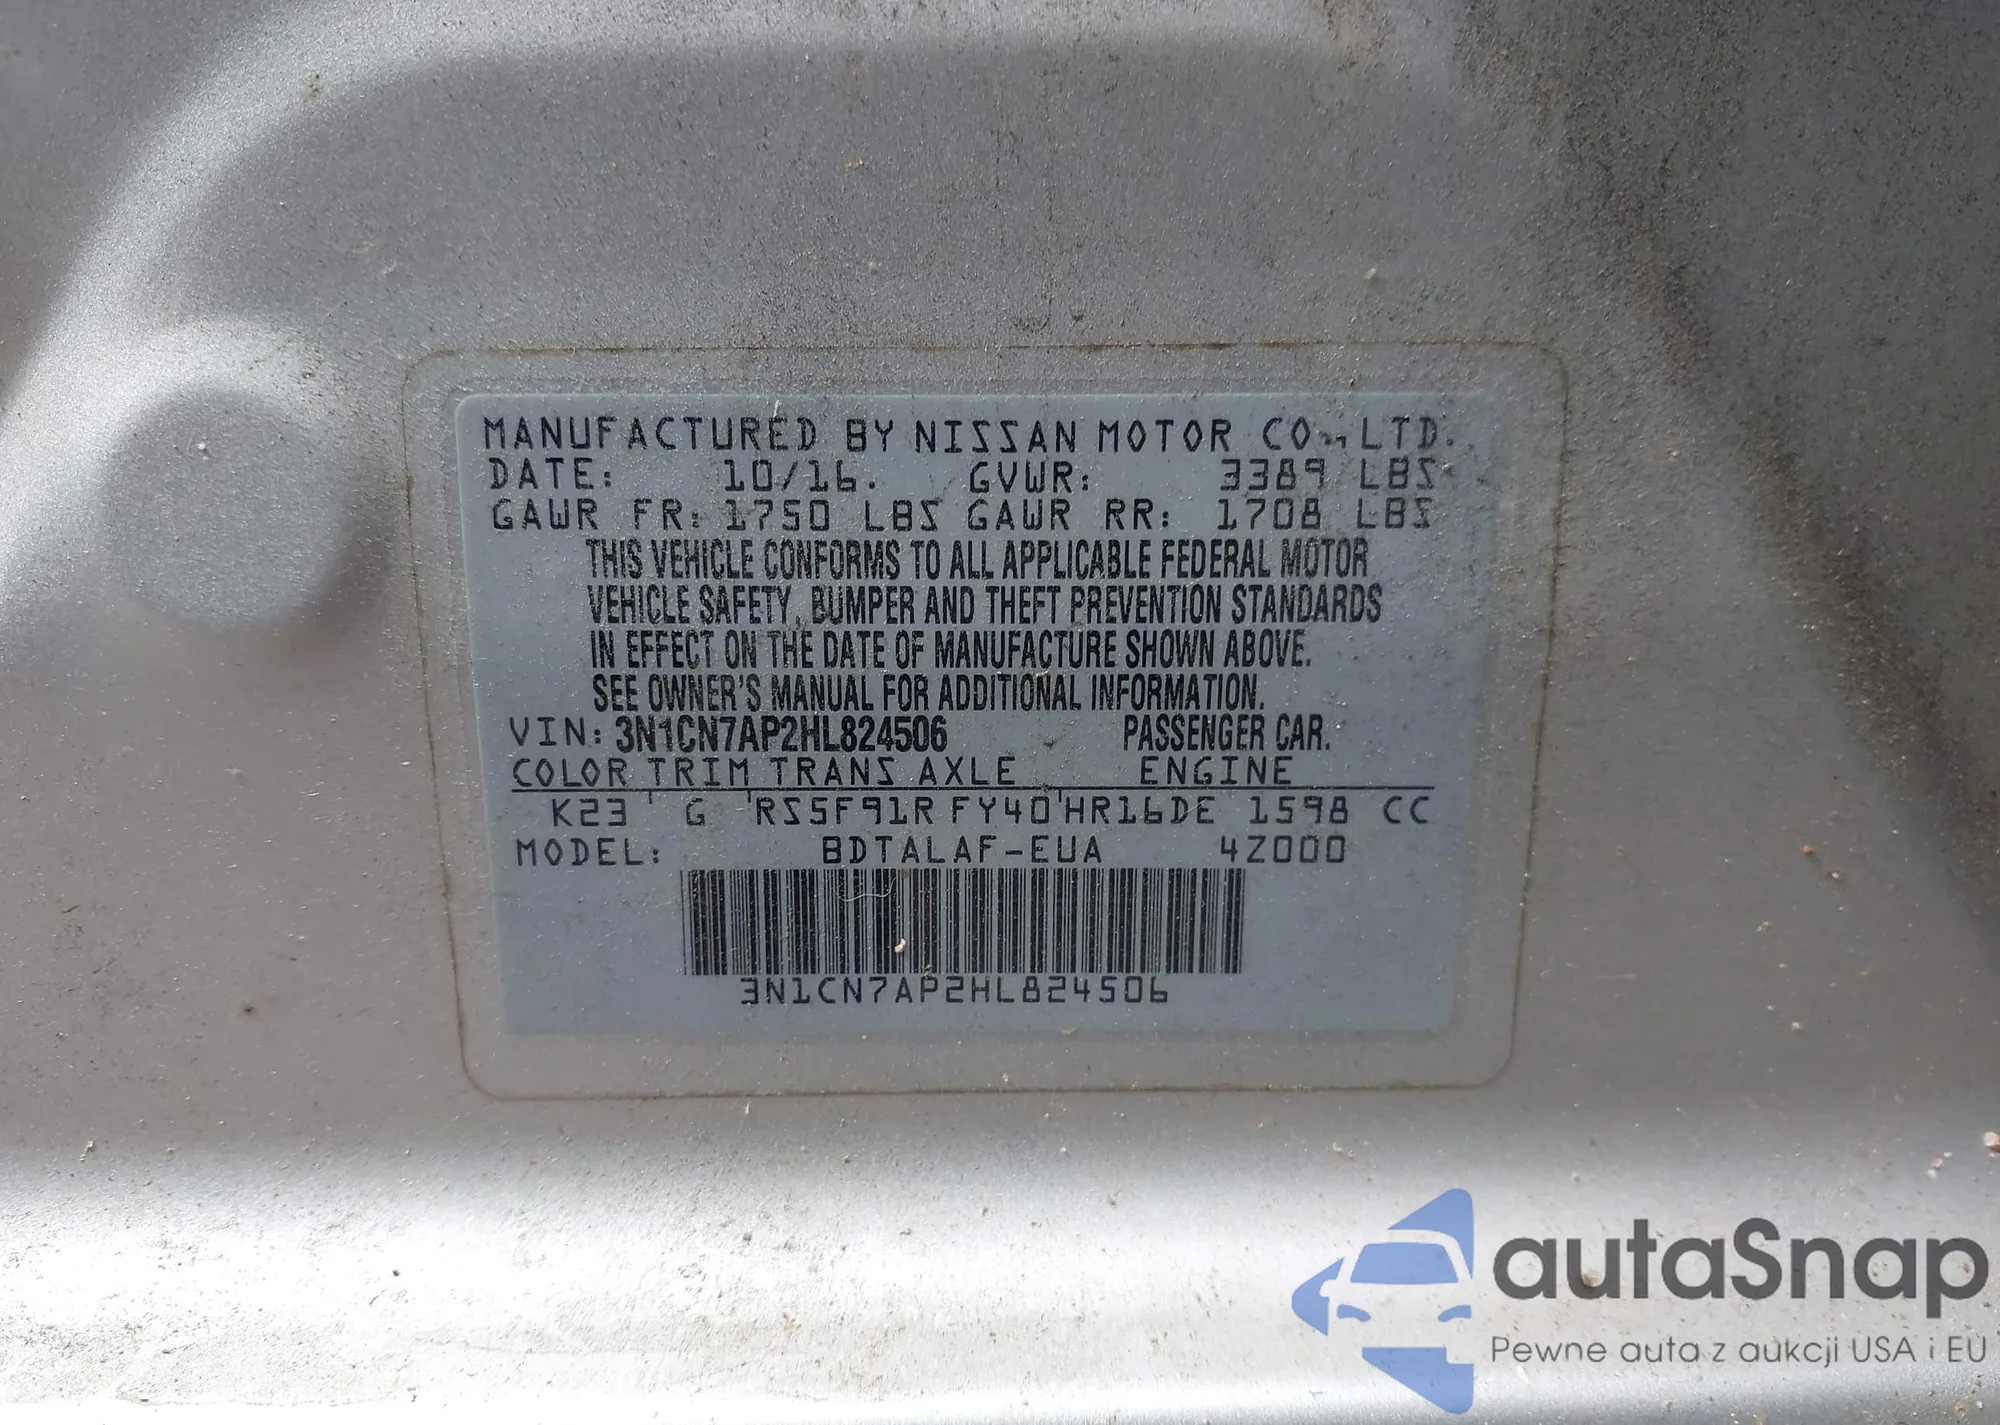 MANUFACTURED BY NISSAN MOTOR CO., LTD.
DATE: 10/16. GVWR: 3389 LBS
GAWR FR: 1750 LBS GAWR RR: 1708 LBS
THIS VEHICLE CONFORMS TO ALL APPLICABLE FEDERAL MOTOR
VEHICLE SAFETY, BUMPER AND THEFT PREVENTION STANDARDS
IN EFFECT ON THE DATE OF MANUFACTURE SHOWN ABOVE.
SEE OWNER'S MANUAL FOR ADDITIONAL INFORMATION.
VIN: 3N1CN7AP2HL824506 PASSENGER CAR.
COLOR TRIM TRANS AXLE ENGINE
K23 ' G ' RS5F91R FY40 ' HR16DE 1598 CC
MODEL: BDTALAF-EUA 4Z000
3N1CN7AP2HL824506
autaSnap
Pewne auta z aukcji USA i EU